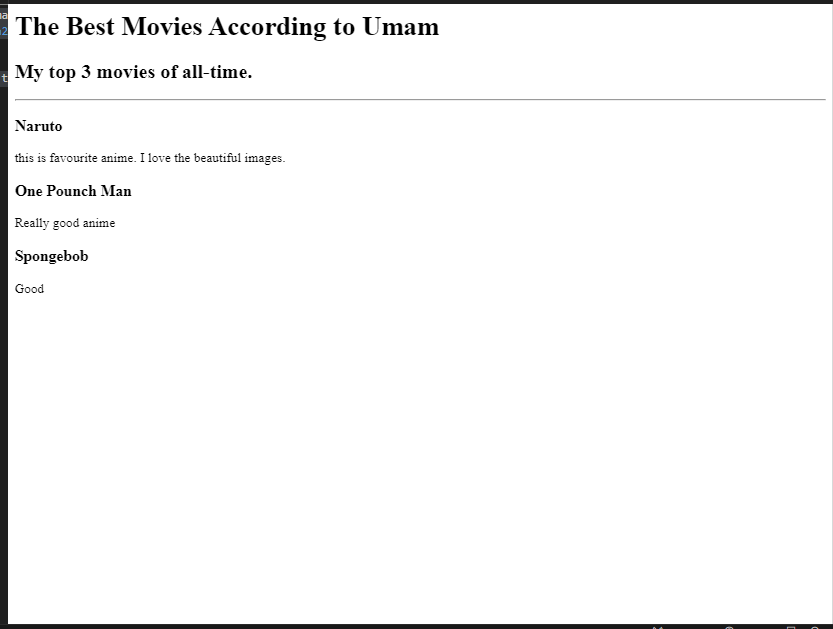 The Best Movies According to Umam
My top 3 movies of all-time.
Naruto
this is favourite anime. I love the beautiful images.
One Pounch Man
Really good anime
Spongebob
Good